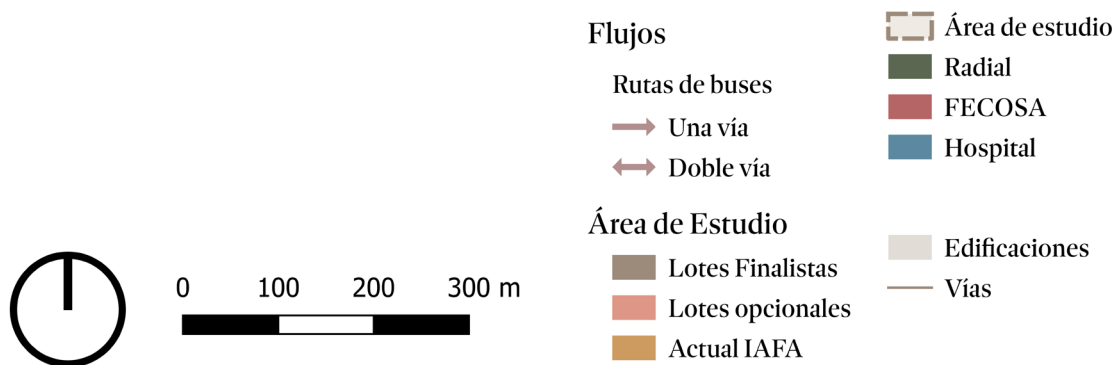 Flujos
Rutas de buses
Una vía
Doble vía
Área de Estudio
Lotes Finalistas
Lotes opcionales
Actual IAFA
Área de estudio
Radial
FECOSA
Hospital
Edificaciones
Vías
0 100 200 300 m